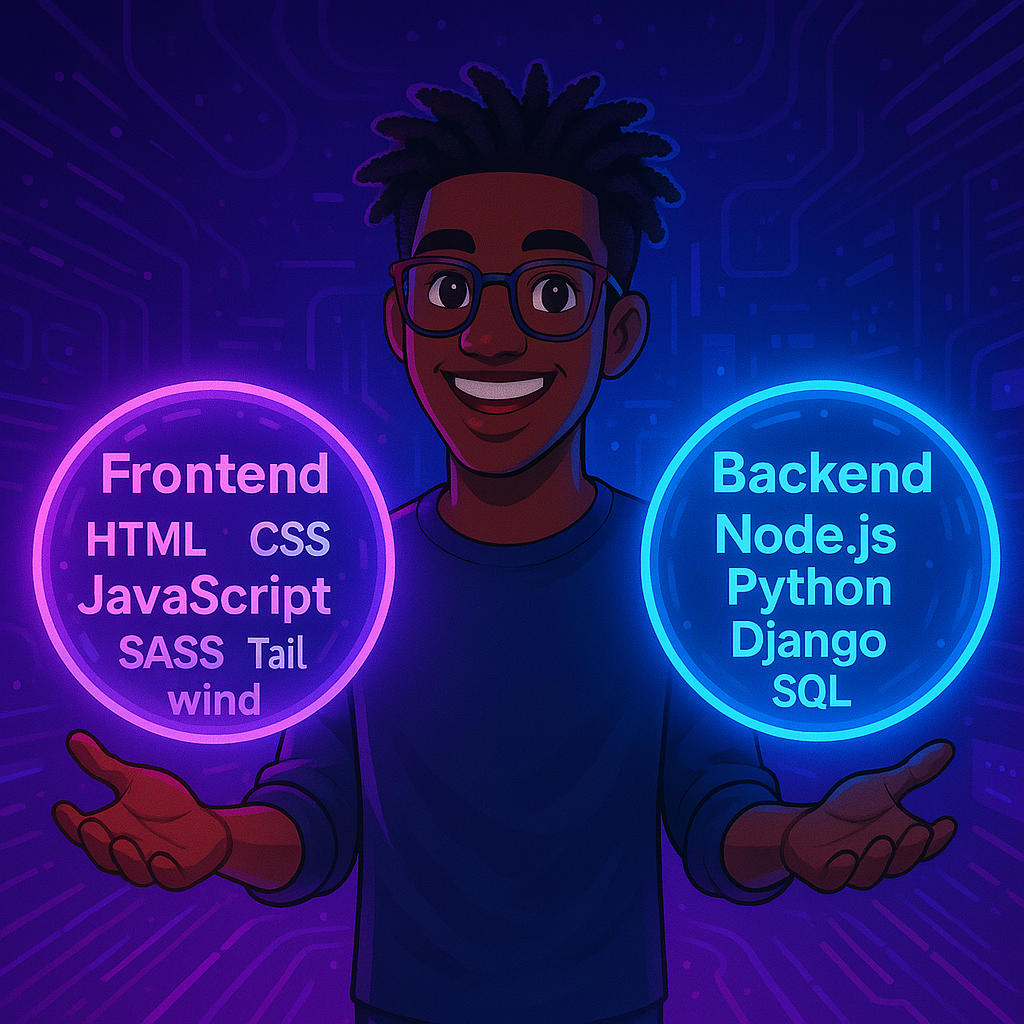 Frontend
HTML CSS
JavaScript
SASS Tail
wind
Backend
Node.js
Python
Django
SQL